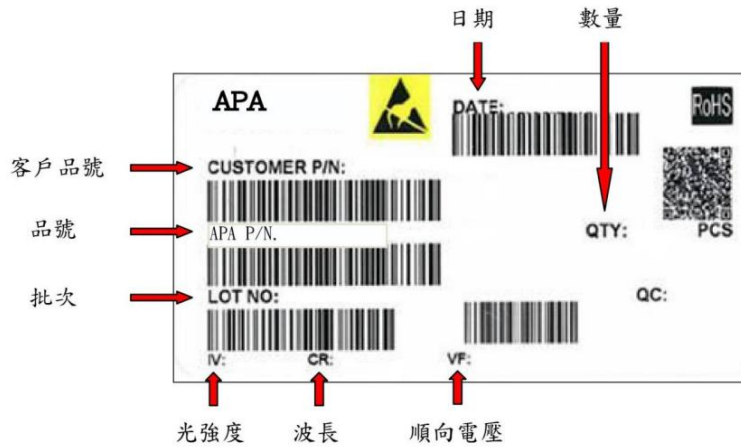 日期 數量
APA
DATE:
RoHS
客戶品號
CUSTOMER P/N:
品號
APA P/N.
QTY: PCS
批次
LOT NO:
QC:
IV: CR: VF:
光強度 波長 順向電壓